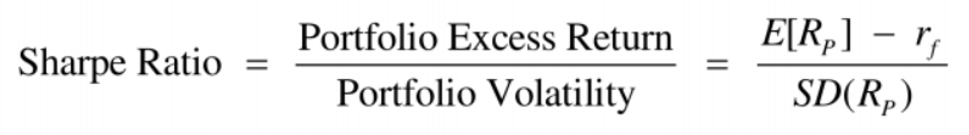 Sharpe Ratio = Portfolio Excess Return / Portfolio Volatility = E[R_P] − r_f / SD(R_P)